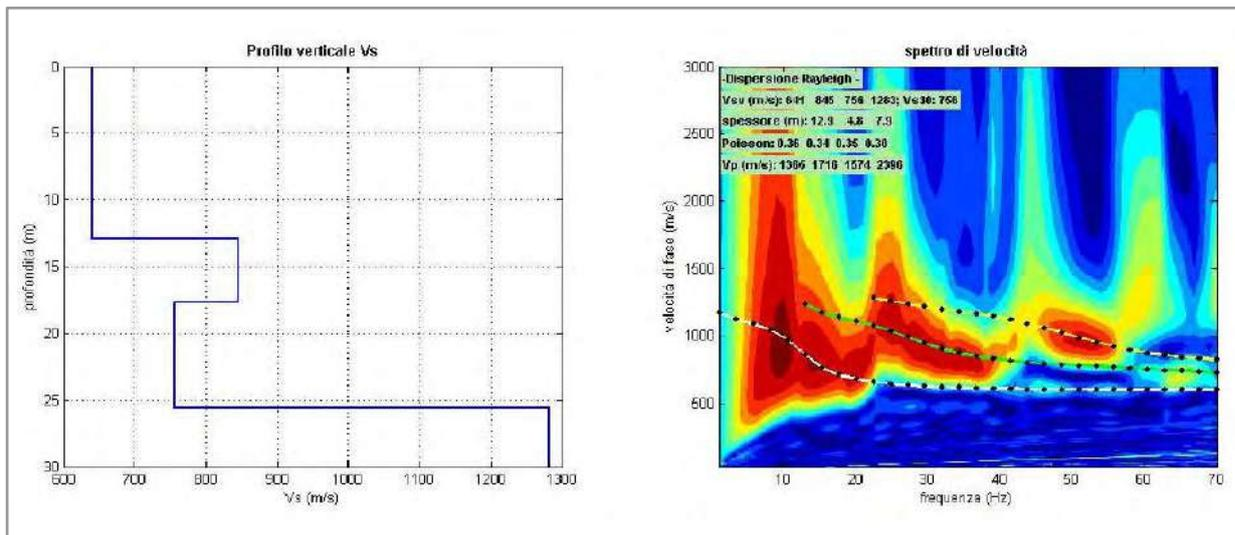 Profilo verticale Vs
0
5
10
15
20
25
30
profondità (m)
600 700 800 900 1000 1100 1200 1300
Vs (m/s)
spettro di velocità
-Dispersione Rayleigh -
Vsv (m/s): 641 845 756 1283; Vs30: 756
spessore (m): 12.9 4.8 7.9
Poisson: 0.36 0.34 0.35 0.30
Vp (m/s): 1716 1574 2396
3000
2500
2000
1500
1000
500
velocità di fase (m/s)
10 20 30 40 50 60 70
frequenza (Hz)